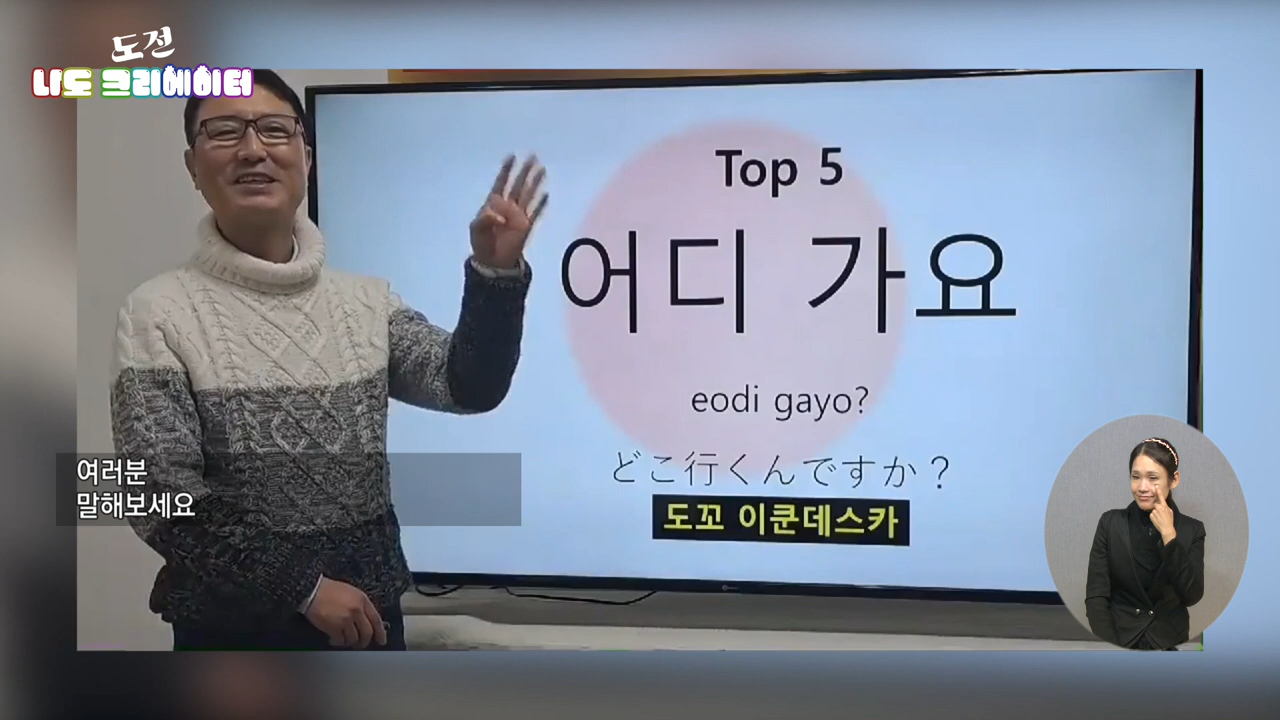 도전
나도 크리에이터
Top 5
어디 가요
eodi gayo?
どこ行くんですか？
도꼬 이쿤데스카
여러분
말해보세요